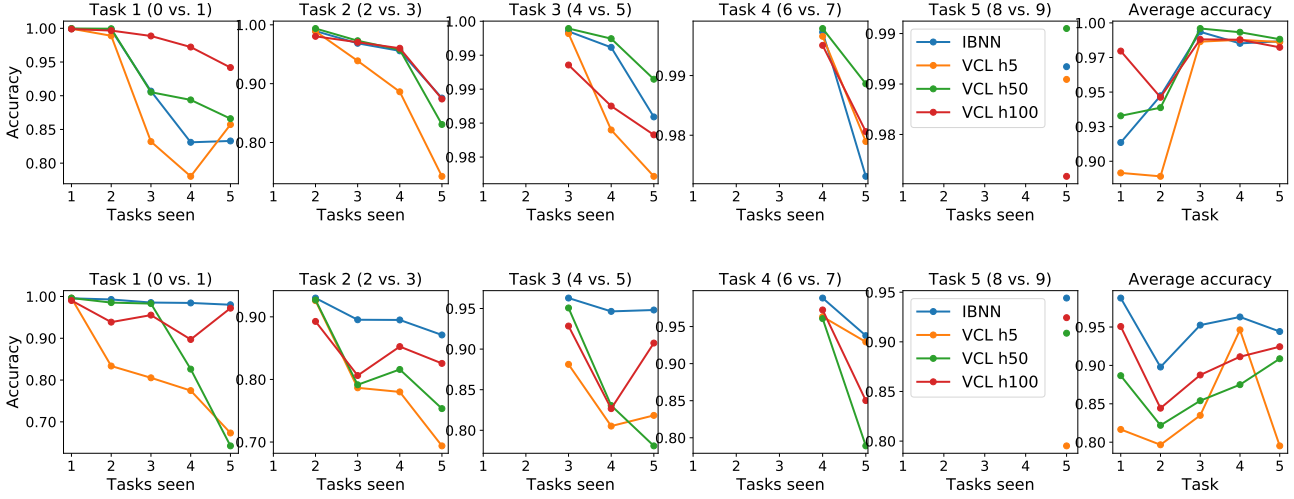 Task 1 (0 vs. 1) Task 2 (2 vs. 3) Task 3 (4 vs. 5) Task 4 (6 vs. 7) Task 5 (8 vs. 9) Average accuracy
Accuracy
1.00
0.95
0.90
0.85
0.80
1 2 3 4 5
Tasks seen
1.00
0.90
0.80
1 2 3 4 5
Tasks seen
1.00
0.99
0.99
0.98
0.98
1 2 3 4 5
Tasks seen
0.99
0.98
1 2 3 4 5
Tasks seen
0.99
0.99
0.98
IBNN
VCL h5
VCL h50
VCL h100
1 2 3 4 5
Tasks seen
1.00
0.97
0.95
0.93
0.90
1 2 3 4 5
Task
Task 1 (0 vs. 1) Task 2 (2 vs. 3) Task 3 (4 vs. 5) Task 4 (6 vs. 7) Task 5 (8 vs. 9) Average accuracy
Accuracy
1.00
0.90
0.80
0.70
1 2 3 4 5
Tasks seen
0.90
0.80
0.70
1 2 3 4 5
Tasks seen
0.95
0.90
0.85
0.80
1 2 3 4 5
Tasks seen
0.95
0.90
0.85
0.80
1 2 3 4 5
Tasks seen
0.95
0.90
0.85
0.80
IBNN
VCL h5
VCL h50
VCL h100
1 2 3 4 5
Tasks seen
0.95
0.90
0.85
0.80
1 2 3 4 5
Task